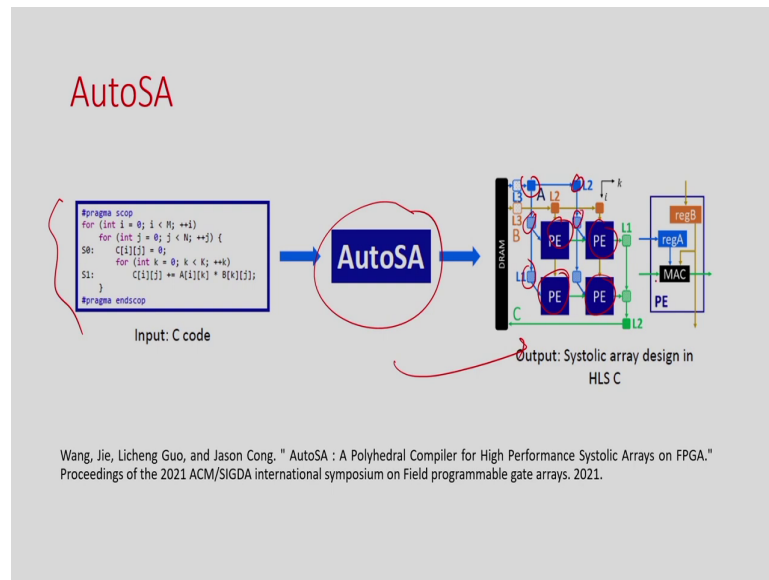 AutoSA
#pragma scop
for (int i = 0; i < M; ++i)
for (int j = 0; j < N; ++j) {
S0: C[i][j] = 0;
for (int k = 0; k < K; ++k)
S1: C[i][j] += A[i][k] * B[k][j];
}
#pragma endscop
Input: C code
AutoSA
DRAM
L3
A
L2
k
i
L3
L2
B
PE
PE
L1
L1
PE
PE
C
L2
regB
regA
MAC
PE
Output: Systolic array design in
HLS C
Wang, Jie, Licheng Guo, and Jason Cong. " AutoSA : A Polyhedral Compiler for High Performance Systolic Arrays on FPGA."
Proceedings of the 2021 ACM/SIGDA international symposium on Field programmable gate arrays. 2021.